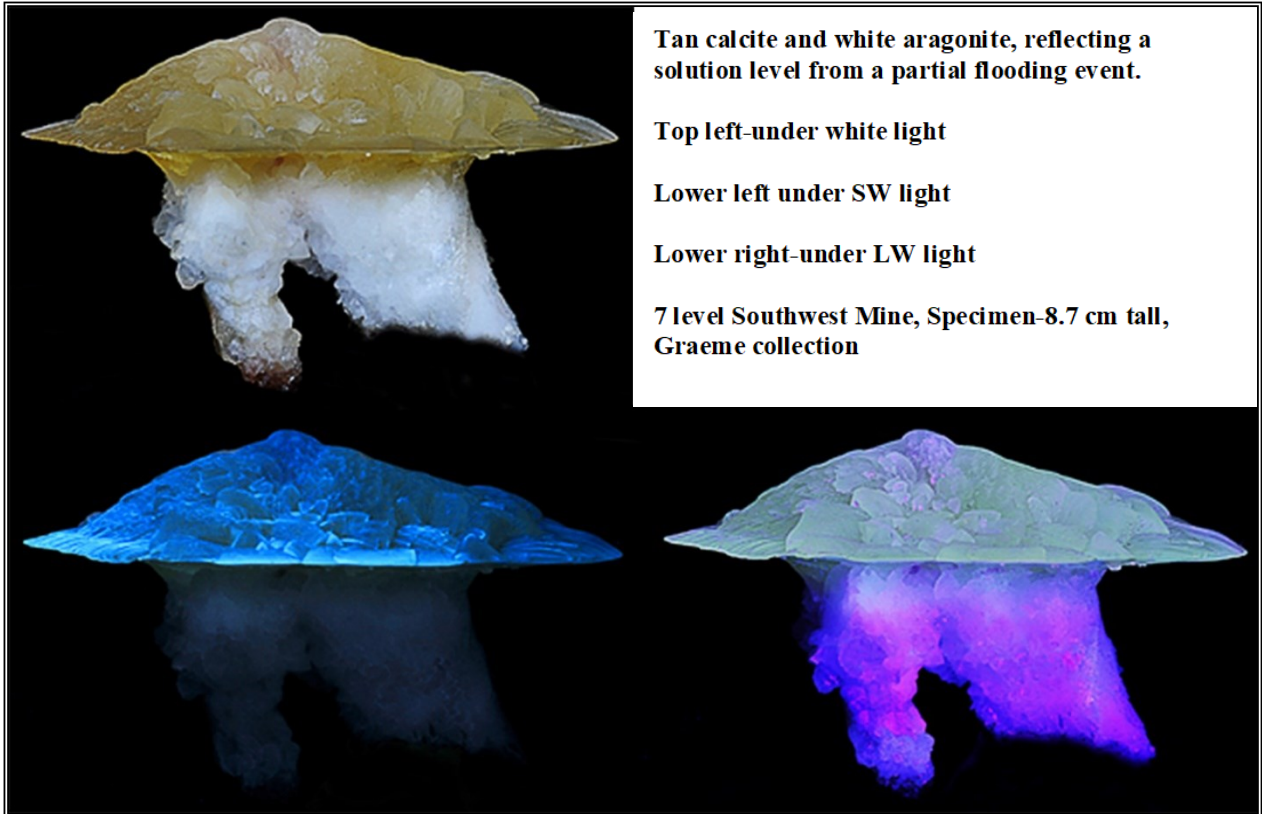 Tan calcite and white aragonite, reflecting a
solution level from a partial flooding event.
Top left-under white light
Lower left under SW light
Lower right-under LW light
7 level Southwest Mine, Specimen-8.7 cm tall,
Graeme collection